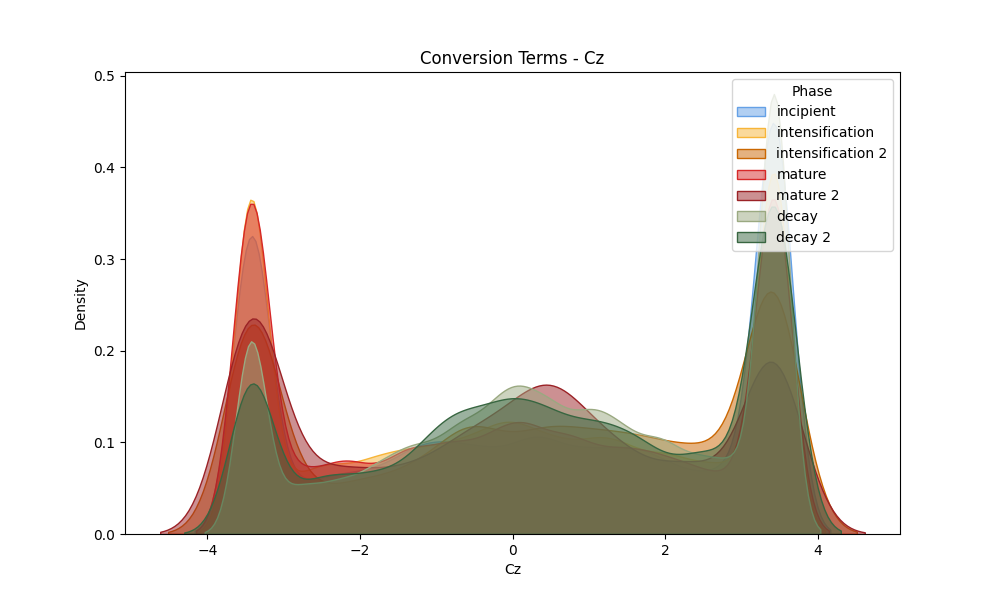 Conversion Terms - Cz
Phase
incipient
intensification
intensification 2
mature
mature 2
decay
decay 2
Density
0.5
0.4
0.3
0.2
0.1
0.0
−4
−2
0
2
4
Cz